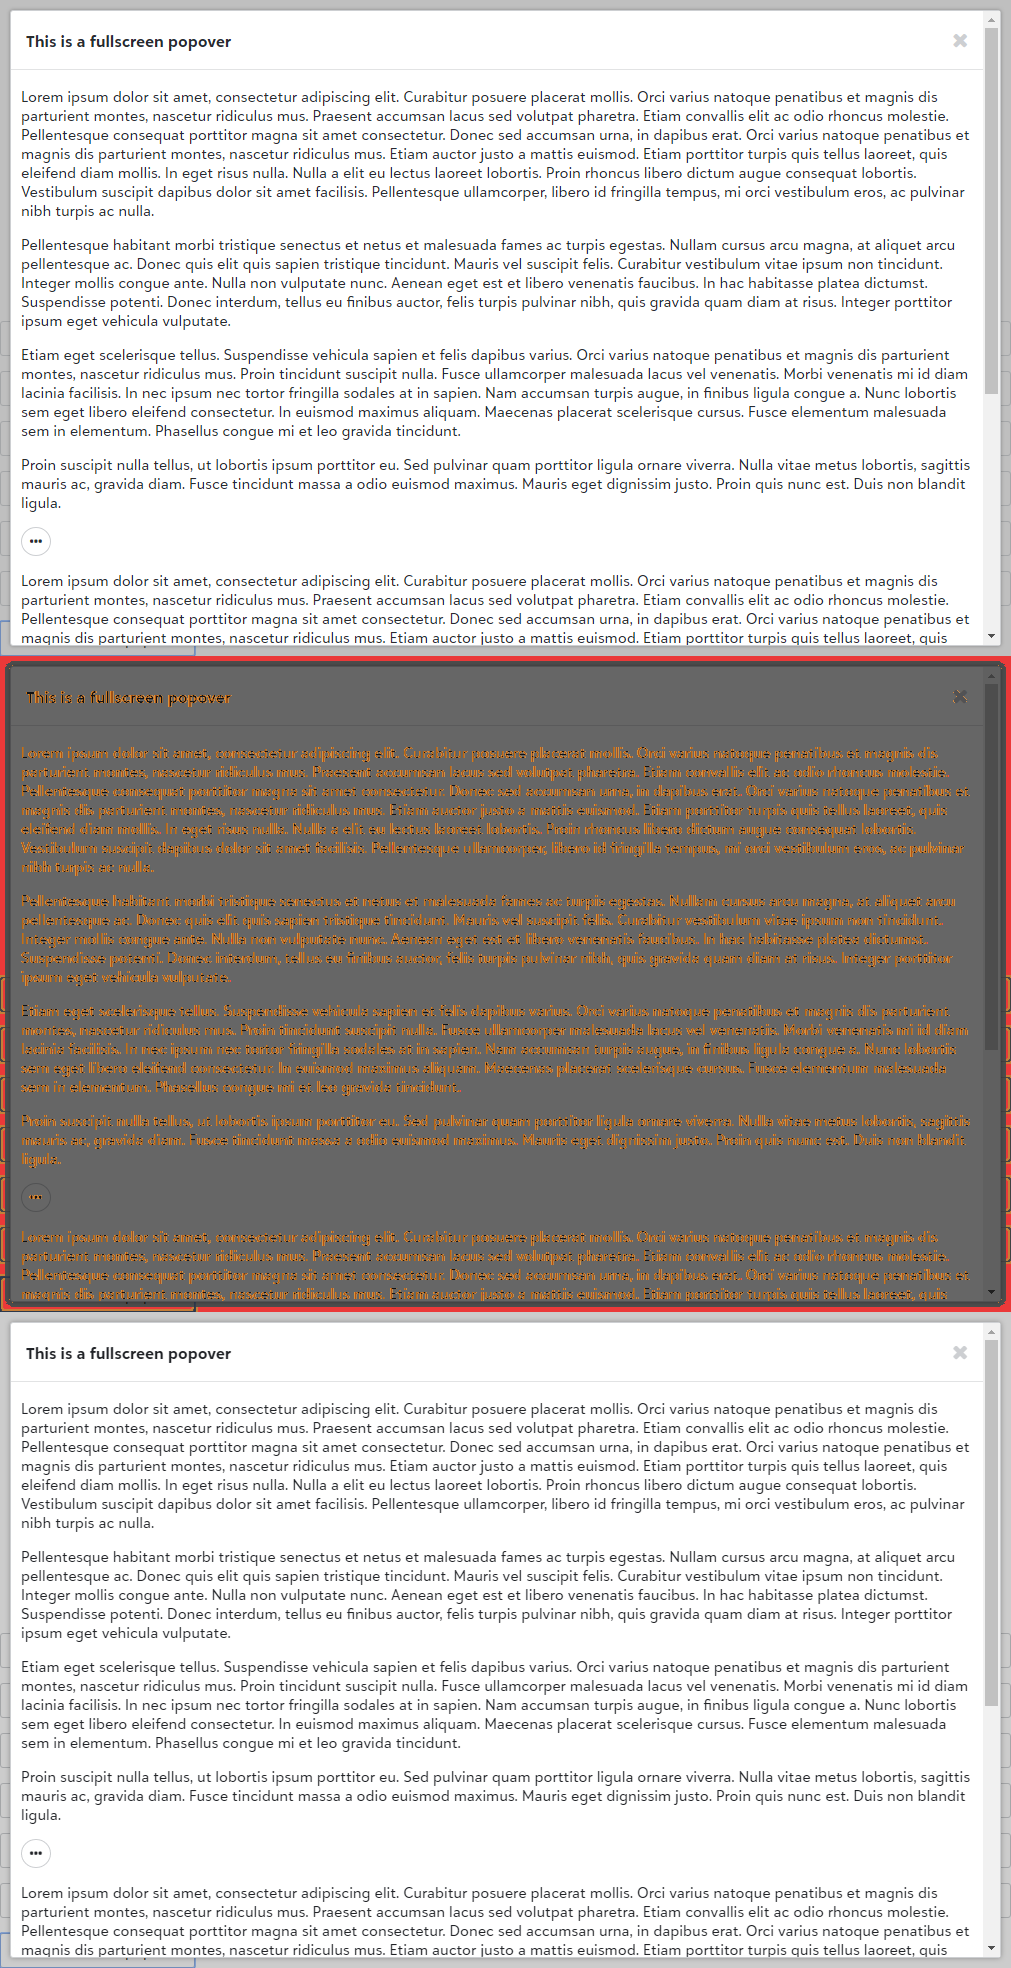 This is a fullscreen popover
Lorem ipsum dolor sit amet, consectetur adipiscing elit. Curabitur posuere placerat mollis. Orci varius natoque penatibus et magnis dis
parturient montes, nascetur ridiculus mus. Praesent accumsan lacus sed volutpat pharetra. Etiam convallis elit ac odio rhoncus molestie.
Pellentesque consequat porttitor magna sit amet consectetur. Donec sed accumsan urna, in dapibus erat. Orci varius natoque penatibus et
magnis dis parturient montes, nascetur ridiculus mus. Etiam auctor justo a mattis euismod. Etiam porttitor turpis quis tellus laoreet, quis
eleifend diam mollis. In eget risus nulla. Nulla a elit eu lectus laoreet lobortis. Proin rhoncus libero dictum augue consequat lobortis.
Vestibulum suscipit dapibus dolor sit amet facilisis. Pellentesque ullamcorper, libero id fringilla tempus, mi orci vestibulum eros, ac pulvinar
nibh turpis ac nulla.
Pellentesque habitant morbi tristique senectus et netus et malesuada fames ac turpis egestas. Nullam cursus arcu magna, at aliquet arcu
pellentesque ac. Donec quis elit quis sapien tristique tincidunt. Mauris vel suscipit felis. Curabitur vestibulum vitae ipsum non tincidunt.
Integer mollis congue ante. Nulla non vulputate nunc. Aenean eget est et libero venenatis faucibus. In hac habitasse platea dictumst.
Suspendisse potenti. Donec interdum, tellus eu finibus auctor, felis turpis pulvinar nibh, quis gravida quam diam at risus. Integer porttitor
ipsum eget vehicula vulputate.
Etiam eget scelerisque tellus. Suspendisse vehicula sapien et felis dapibus varius. Orci varius natoque penatibus et magnis dis parturient
montes, nascetur ridiculus mus. Proin tincidunt suscipit nulla. Fusce ullamcorper malesuada lacus vel venenatis. Morbi venenatis mi id diam
lacinia facilisis. In nec ipsum nec tortor fringilla sodales at in sapien. Nam accumsan turpis augue, in finibus ligula congue a. Nunc lobortis
sem eget libero eleifend consectetur. In euismod maximus aliquam. Maecenas placerat scelerisque cursus. Fusce elementum malesuada
sem in elementum. Phasellus congue mi et leo gravida tincidunt.
Proin suscipit nulla tellus, ut lobortis ipsum porttitor eu. Sed pulvinar quam porttitor ligula ornare viverra. Nulla vitae metus lobortis, sagittis
mauris ac, gravida diam. Fusce tincidunt massa a odio euismod maximus. Mauris eget dignissim justo. Proin quis nunc est. Duis non blandit
ligula.
Lorem ipsum dolor sit amet, consectetur adipiscing elit. Curabitur posuere placerat mollis. Orci varius natoque penatibus et magnis dis
parturient montes, nascetur ridiculus mus. Praesent accumsan lacus sed volutpat pharetra. Etiam convallis elit ac odio rhoncus molestie.
Pellentesque consequat porttitor magna sit amet consectetur. Donec sed accumsan urna, in dapibus erat. Orci varius natoque penatibus et
magnis dis parturient montes, nascetur ridiculus mus. Etiam auctor justo a mattis euismod. Etiam porttitor turpis quis tellus laoreet, quis
This is a fullscreen popover
Lorem ipsum dolor sit amet, consectetur adipiscing elit. Curabitur posuere placerat mollis. Orci varius natoque penatibus et magnis dis
parturient montes, nascetur ridiculus mus. Praesent accumsan lacus sed volutpat pharetra. Etiam convallis elit ac odio rhoncus molestie.
Pellentesque consequat porttitor magna sit amet consectetur. Donec sed accumsan urna, in dapibus erat. Orci varius natoque penatibus et
magnis dis parturient montes, nascetur ridiculus mus. Etiam auctor justo a mattis euismod. Etiam porttitor turpis quis tellus laoreet, quis
eleifend diam mollis. In eget risus nulla. Nulla a elit eu lectus laoreet lobortis. Proin rhoncus libero dictum augue consequat lobortis.
Vestibulum suscipit dapibus dolor sit amet facilisis. Pellentesque ullamcorper, libero id fringilla tempus, mi orci vestibulum eros, ac pulvinar
nibh turpis ac nulla.
Pellentesque habitant morbi tristique senectus et netus et malesuada fames ac turpis egestas. Nullam cursus arcu magna, at aliquet arcu
pellentesque ac. Donec quis elit quis sapien tristique tincidunt. Mauris vel suscipit felis. Curabitur vestibulum vitae ipsum non tincidunt.
Integer mollis congue ante. Nulla non vulputate nunc. Aenean eget est et libero venenatis faucibus. In hac habitasse platea dictumst.
Suspendisse potenti. Donec interdum, tellus eu finibus auctor, felis turpis pulvinar nibh, quis gravida quam diam at risus. Integer porttitor
ipsum eget vehicula vulputate.
Etiam eget scelerisque tellus. Suspendisse vehicula sapien et felis dapibus varius. Orci varius natoque penatibus et magnis dis parturient
montes, nascetur ridiculus mus. Proin tincidunt suscipit nulla. Fusce ullamcorper malesuada lacus vel venenatis. Morbi venenatis mi id diam
lacinia facilisis. In nec ipsum nec tortor fringilla sodales at in sapien. Nam accumsan turpis augue, in finibus ligula congue a. Nunc lobortis
sem eget libero eleifend consectetur. In euismod maximus aliquam. Maecenas placerat scelerisque cursus. Fusce elementum malesuada
sem in elementum. Phasellus congue mi et leo gravida tincidunt.
Proin suscipit nulla tellus, ut lobortis ipsum porttitor eu. Sed pulvinar quam porttitor ligula ornare viverra. Nulla vitae metus lobortis, sagittis
mauris ac, gravida diam. Fusce tincidunt massa a odio euismod maximus. Mauris eget dignissim justo. Proin quis nunc est. Duis non blandit
ligula.
Lorem ipsum dolor sit amet, consectetur adipiscing elit. Curabitur posuere placerat mollis. Orci varius natoque penatibus et magnis dis
parturient montes, nascetur ridiculus mus. Praesent accumsan lacus sed volutpat pharetra. Etiam convallis elit ac odio rhoncus molestie.
Pellentesque consequat porttitor magna sit amet consectetur. Donec sed accumsan urna, in dapibus erat. Orci varius natoque penatibus et
magnis dis parturient montes, nascetur ridiculus mus. Etiam auctor justo a mattis euismod. Etiam porttitor turpis quis tellus laoreet, quis
This is a fullscreen popover
Lorem ipsum dolor sit amet, consectetur adipiscing elit. Curabitur posuere placerat mollis. Orci varius natoque penatibus et magnis dis
parturient montes, nascetur ridiculus mus. Praesent accumsan lacus sed volutpat pharetra. Etiam convallis elit ac odio rhoncus molestie.
Pellentesque consequat porttitor magna sit amet consectetur. Donec sed accumsan urna, in dapibus erat. Orci varius natoque penatibus et
magnis dis parturient montes, nascetur ridiculus mus. Etiam auctor justo a mattis euismod. Etiam porttitor turpis quis tellus laoreet, quis
eleifend diam mollis. In eget risus nulla. Nulla a elit eu lectus laoreet lobortis. Proin rhoncus libero dictum augue consequat lobortis.
Vestibulum suscipit dapibus dolor sit amet facilisis. Pellentesque ullamcorper, libero id fringilla tempus, mi orci vestibulum eros, ac pulvinar
nibh turpis ac nulla.
Pellentesque habitant morbi tristique senectus et netus et malesuada fames ac turpis egestas. Nullam cursus arcu magna, at aliquet arcu
pellentesque ac. Donec quis elit quis sapien tristique tincidunt. Mauris vel suscipit felis. Curabitur vestibulum vitae ipsum non tincidunt.
Integer mollis congue ante. Nulla non vulputate nunc. Aenean eget est et libero venenatis faucibus. In hac habitasse platea dictumst.
Suspendisse potenti. Donec interdum, tellus eu finibus auctor, felis turpis pulvinar nibh, quis gravida quam diam at risus. Integer porttitor
ipsum eget vehicula vulputate.
Etiam eget scelerisque tellus. Suspendisse vehicula sapien et felis dapibus varius. Orci varius natoque penatibus et magnis dis parturient
montes, nascetur ridiculus mus. Proin tincidunt suscipit nulla. Fusce ullamcorper malesuada lacus vel venenatis. Morbi venenatis mi id diam
lacinia facilisis. In nec ipsum nec tortor fringilla sodales at in sapien. Nam accumsan turpis augue, in finibus ligula congue a. Nunc lobortis
sem eget libero eleifend consectetur. In euismod maximus aliquam. Maecenas placerat scelerisque cursus. Fusce elementum malesuada
sem in elementum. Phasellus congue mi et leo gravida tincidunt.
Proin suscipit nulla tellus, ut lobortis ipsum porttitor eu. Sed pulvinar quam porttitor ligula ornare viverra. Nulla vitae metus lobortis, sagittis
mauris ac, gravida diam. Fusce tincidunt massa a odio euismod maximus. Mauris eget dignissim justo. Proin quis nunc est. Duis non blandit
ligula.
Lorem ipsum dolor sit amet, consectetur adipiscing elit. Curabitur posuere placerat mollis. Orci varius natoque penatibus et magnis dis
parturient montes, nascetur ridiculus mus. Praesent accumsan lacus sed volutpat pharetra. Etiam convallis elit ac odio rhoncus molestie.
Pellentesque consequat porttitor magna sit amet consectetur. Donec sed accumsan urna, in dapibus erat. Orci varius natoque penatibus et
magnis dis parturient montes, nascetur ridiculus mus. Etiam auctor justo a mattis euismod. Etiam porttitor turpis quis tellus laoreet, quis